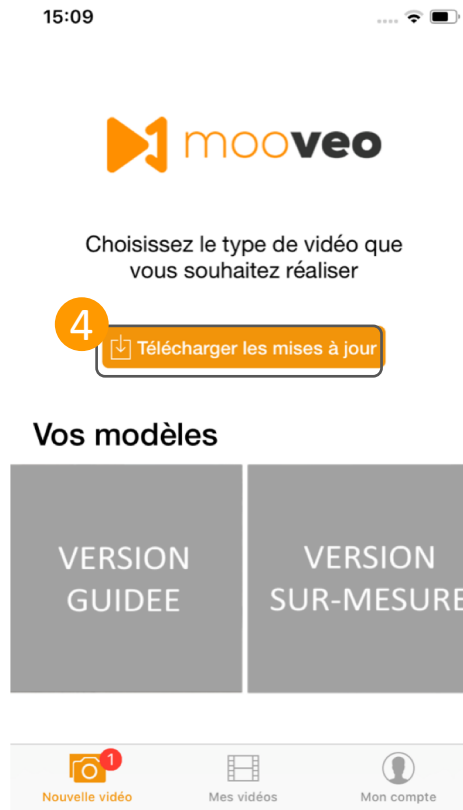 15:09
mooveo
Choisissez le type de vidéo que
vous souhaitez réaliser
4
Télécharger les mises à jour
Vos modèles
VERSION
GUIDEE
VERSION
SUR-MESURE
1
Nouvelle vidéo
Mes vidéos
Mon compte